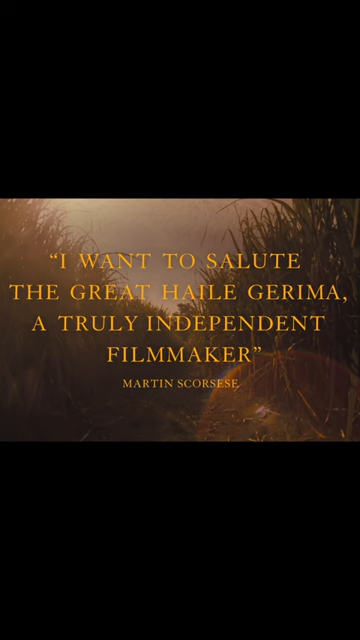 “I WANT TO SALUTE
THE GREAT HAILE GERIMA,
A TRULY INDEPENDENT
FILMMAKER”
MARTIN SCORSESE